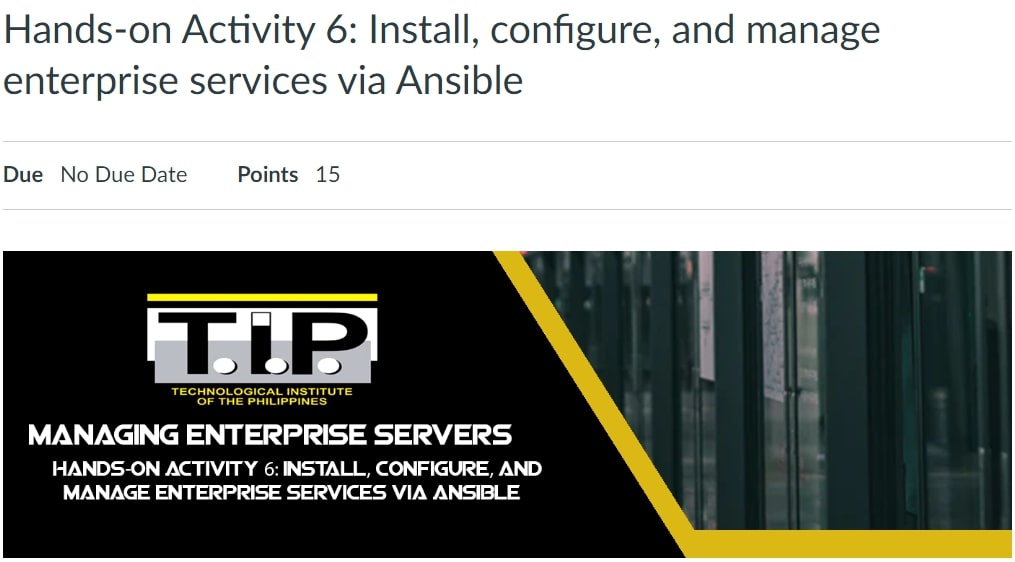 Hands-on Activity 6: Install, configure, and manage
enterprise services via Ansible
Due No Due Date Points 15
T.I.P
TECHNOLOGICAL INSTITUTE
OF THE PHILIPPINES
MANAGING ENTERPRISE SERVERS
HANDS-ON ACTIVITY 6: INSTALL, CONFIGURE, AND
MANAGE ENTERPRISE SERVICES VIA ANSIBLE